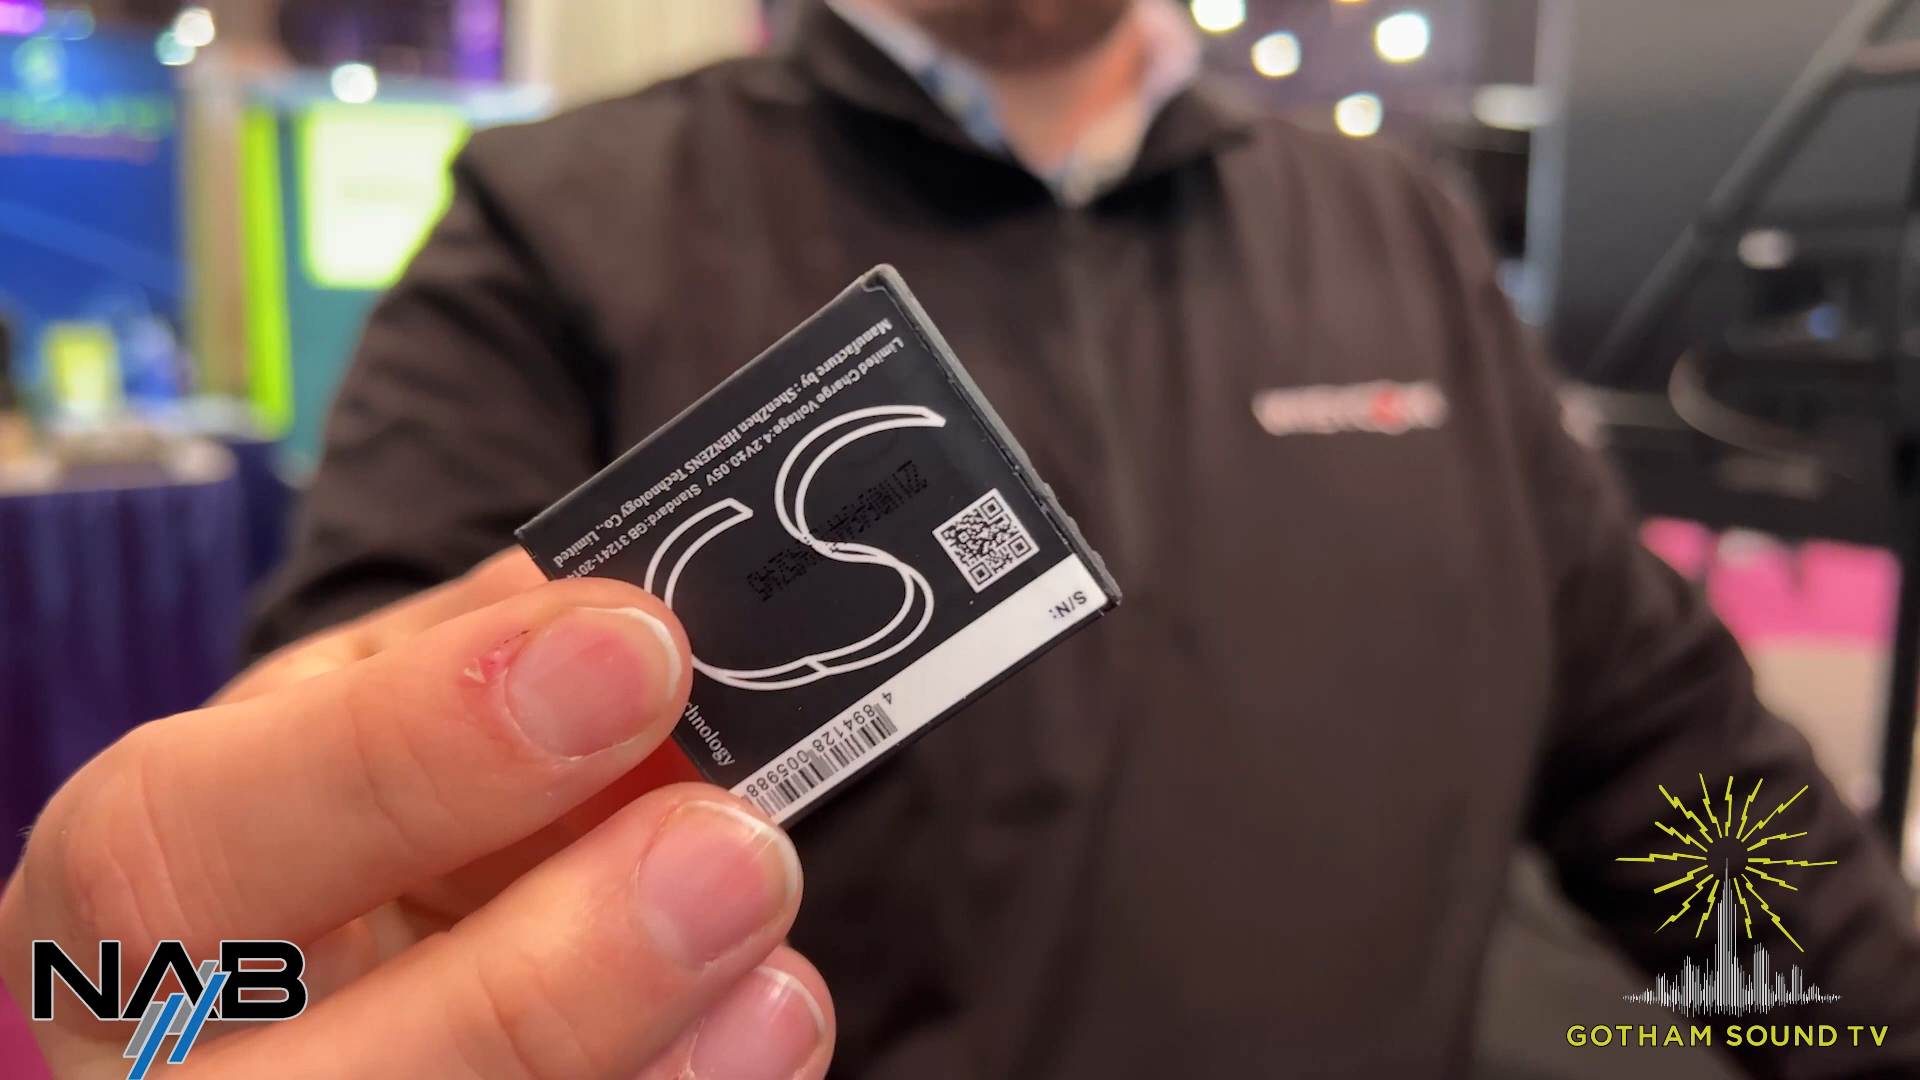 Manufacture by: ShenZhen HENZENS Technology Co., Limited
Limited Charge Voltage: 4.2V±0.05V Standard:GB 31241-2014
S/N:
4 894128 005988
chnology
NAB
GOTHAM SOUND TV